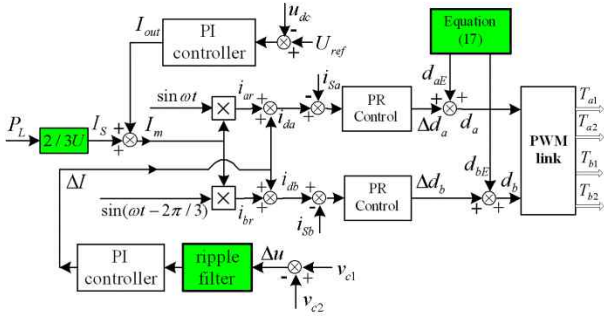 u_dc
I_out
PI controller
U_ref
Equation (17)
i_Sa
d_aE
sin ωt
i_ar
i_da
PR Control
Δd_a
d_a
P_L
2/3U
I_S
I_m
PWM link
T_a1
T_a2
T_b1
T_b2
ΔI
i_db
d_bE
Δd_b
d_b
sin(ωt − 2π/3)
i_br
i_Sb
PR Control
PI controller
ripple filter
Δu
v_c1
v_c2